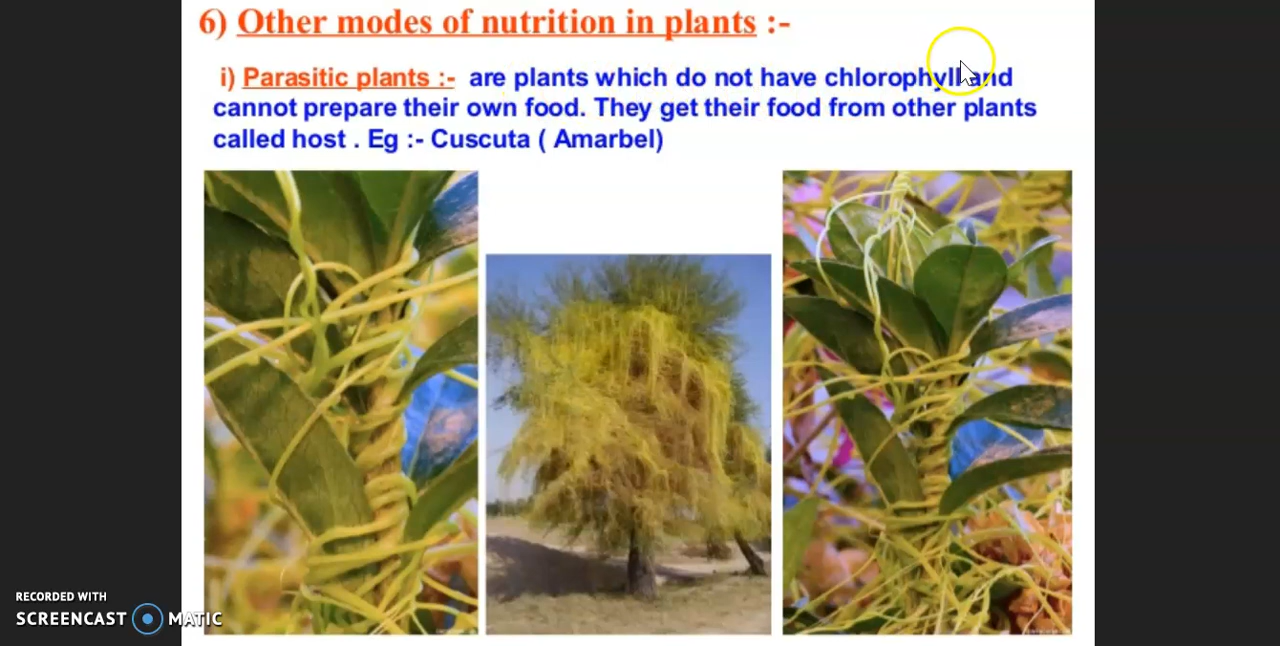 6) Other modes of nutrition in plants :-
i) Parasitic plants :- are plants which do not have chlorophyll and
cannot prepare their own food. They get their food from other plants
called host . Eg :- Cuscuta ( Amarbel)
RECORDED WITH
SCREENCAST MATIC